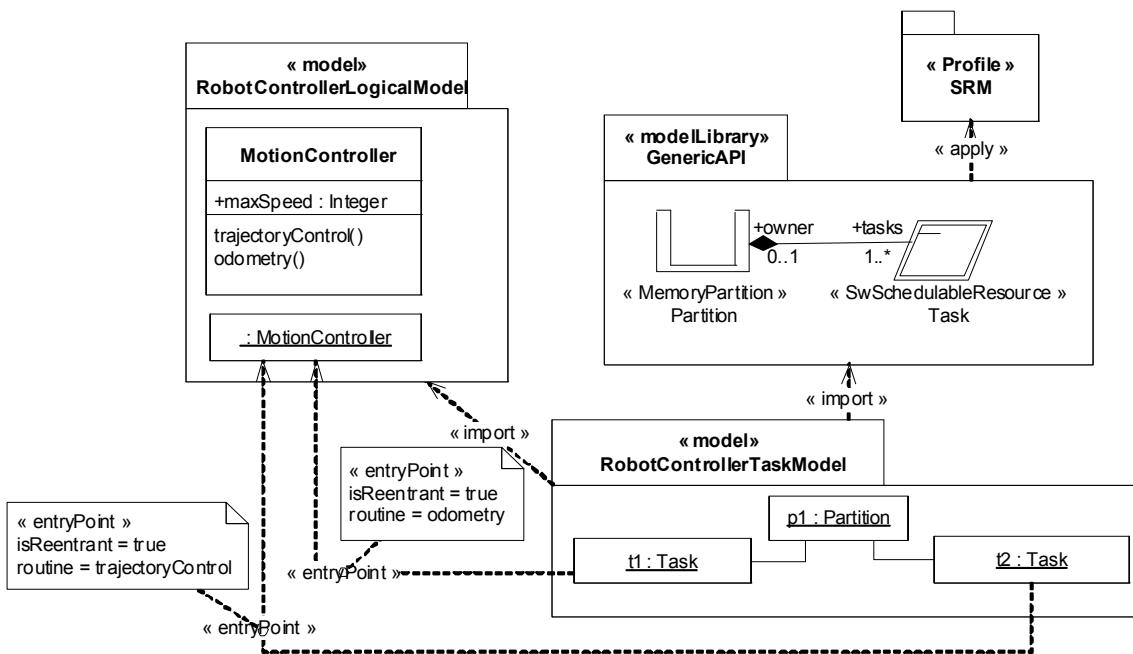 « model»
RobotControllerLogicalModel
MotionController
+maxSpeed : Integer
trajectoryControl()
odometry()
: MotionController
« Profile »
SRM
« apply »
« modelLibrary»
GenericAPI
+owner
0..1
+tasks
1..*
« MemoryPartition »
Partition
« SwSchedulableResource »
Task
« import »
« import »
« model»
RobotControllerTaskModel
p1 : Partition
t1 : Task
t2 : Task
« entryPoint »
isReentrant = true
routine = odometry
« entryPoint »
« entryPoint »
isReentrant = true
routine = trajectoryControl
« entryPoint »